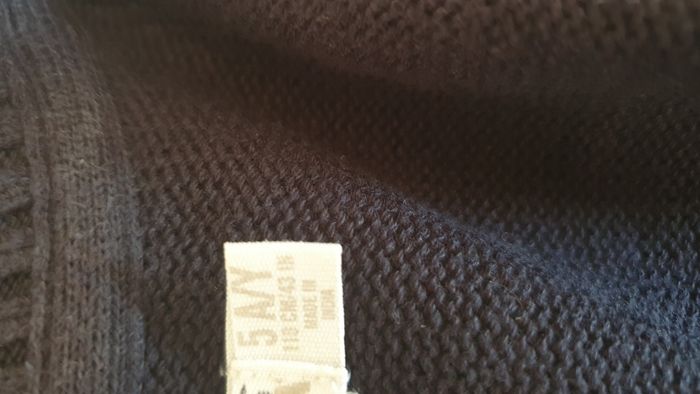 5 A/Y
110 CM/43 IN
MADE IN
INDIA